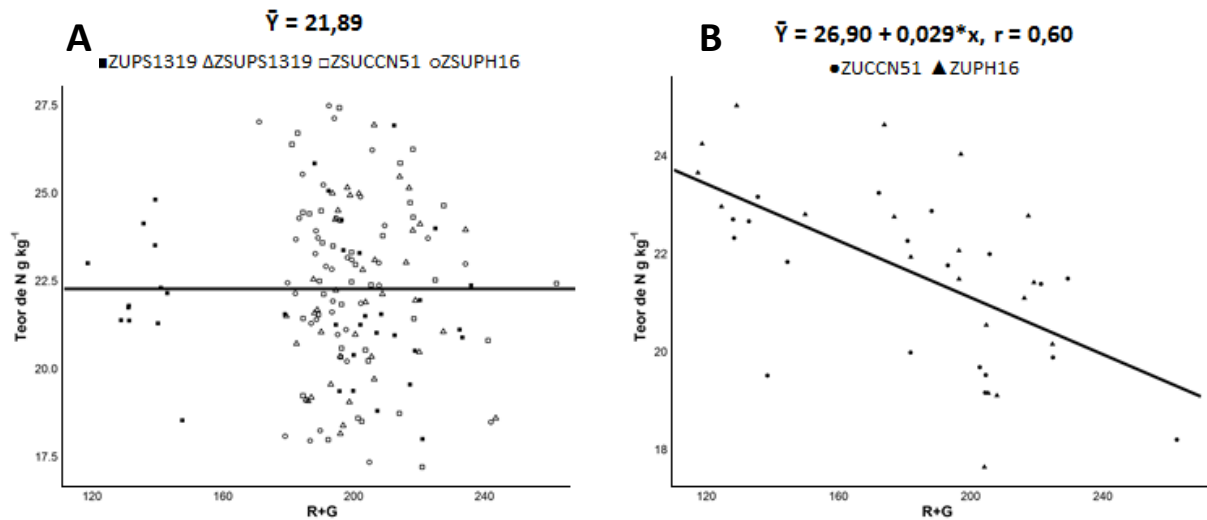 A
Ȳ = 21,89
■ZUPS1319 ΔZSUPS1319 □ZSUCCN51 ○ZSUPH16
27.5
25.0
22.5
20.0
17.5
Teor de N g kg⁻¹
120 160 200 240
R+G
B
Ȳ = 26,90 + 0,029*x, r = 0,60
●ZUCCN51 ▲ZUPH16
24
22
20
18
Teor de N g kg⁻¹
120 160 200 240
R+G